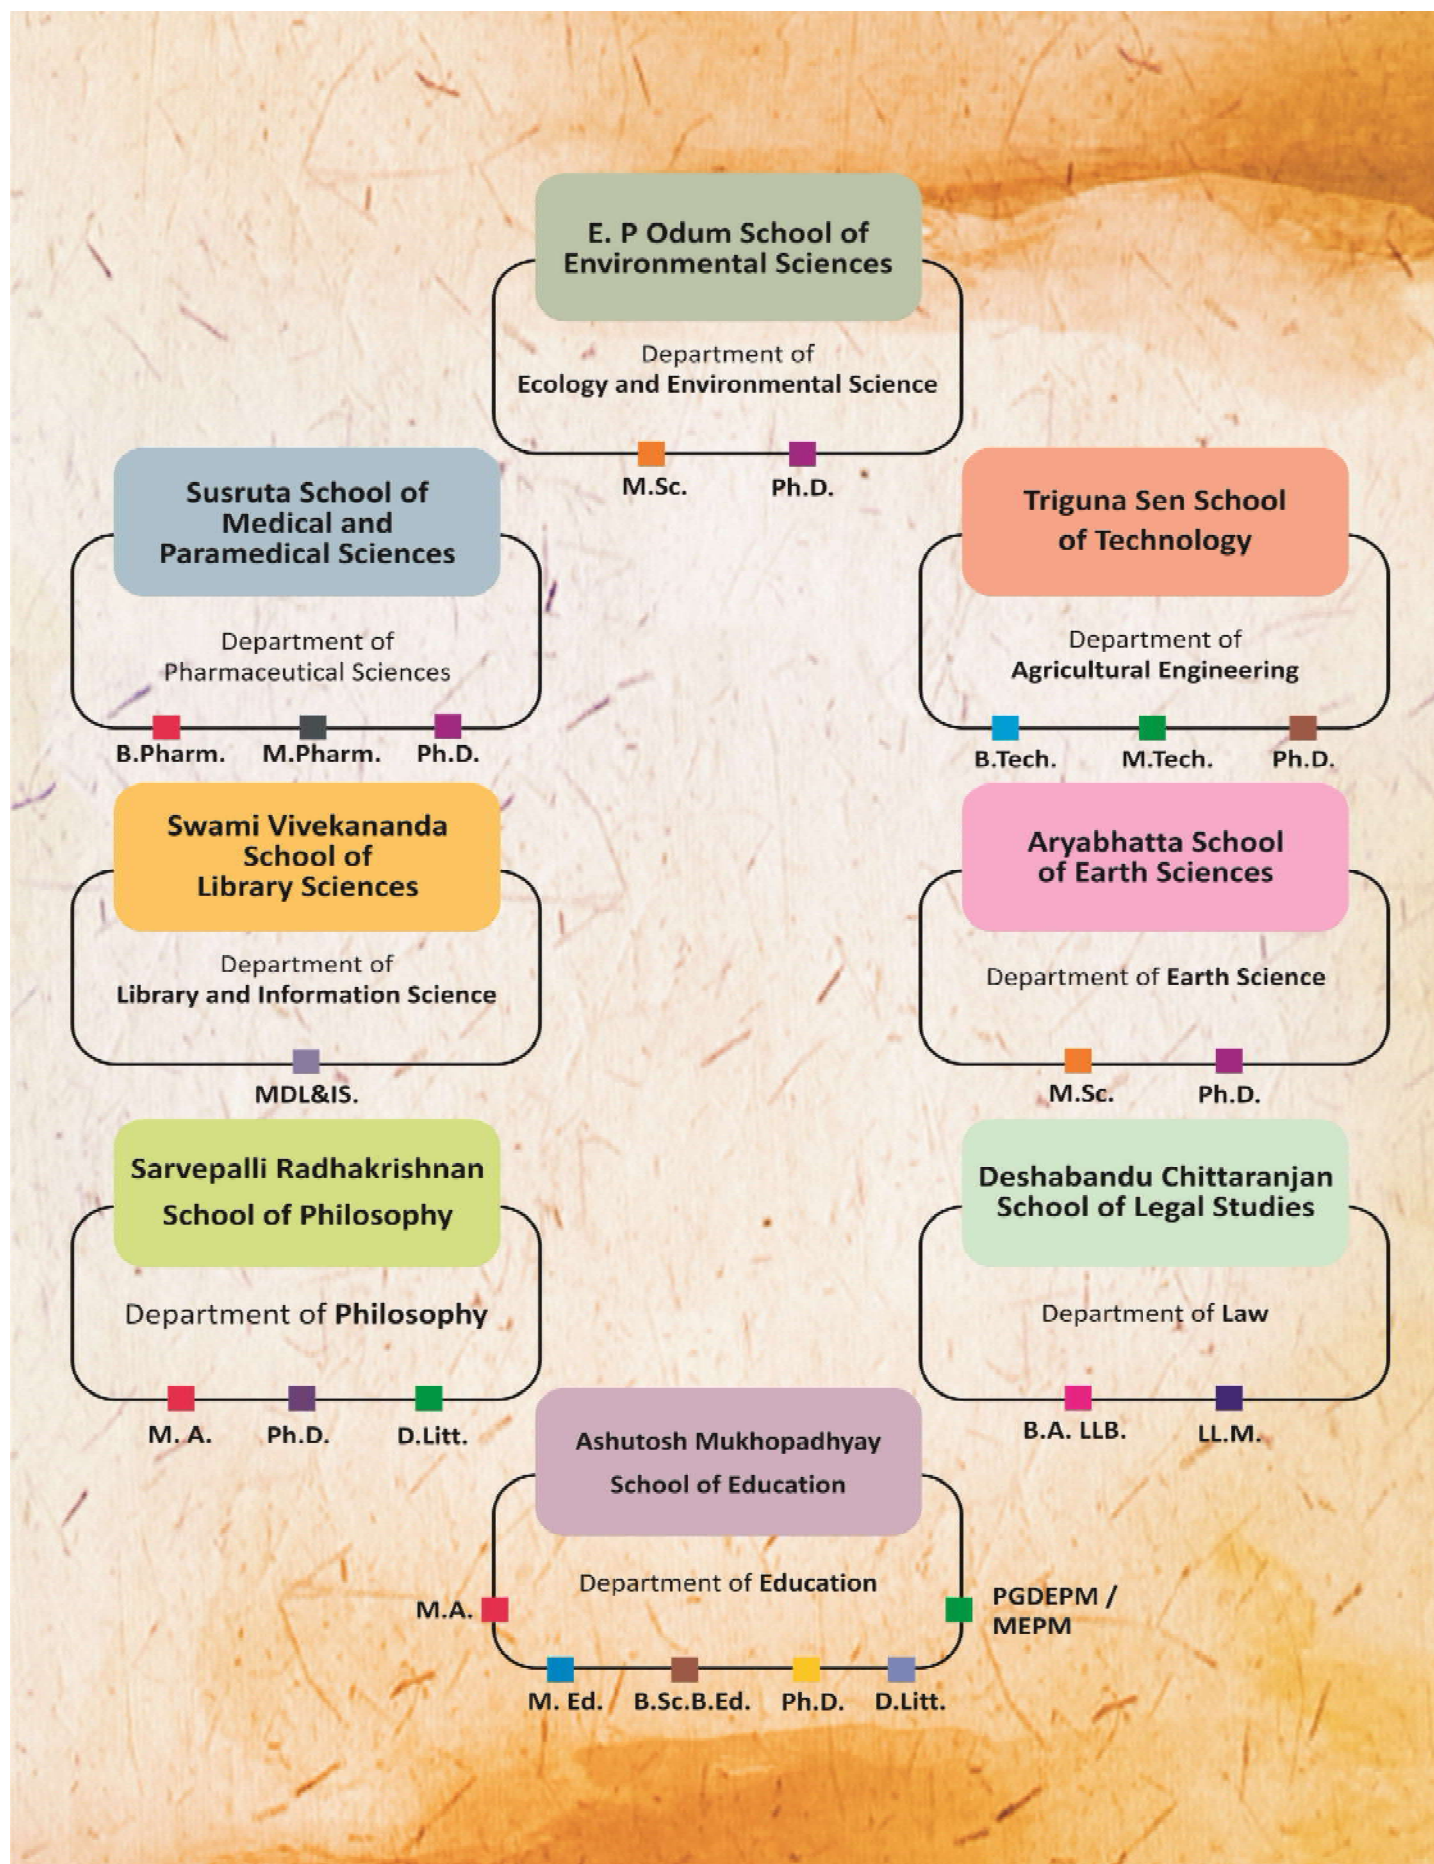 E. P Odum School of
Environmental Sciences
Department of
Ecology and Environmental Science
M.Sc. Ph.D.
Susruta School of
Medical and
Paramedical Sciences
Department of
Pharmaceutical Sciences
B.Pharm. M.Pharm. Ph.D.
Triguna Sen School
of Technology
Department of
Agricultural Engineering
B.Tech. M.Tech. Ph.D.
Swami Vivekananda
School of
Library Sciences
Department of
Library and Information Science
MDL&IS.
Aryabhatta School
of Earth Sciences
Department of Earth Science
M.Sc. Ph.D.
Sarvepalli Radhakrishnan
School of Philosophy
Department of Philosophy
M. A. Ph.D. D.Litt.
Deshabandu Chittaranjan
School of Legal Studies
Department of Law
B.A. LLB. LL.M.
Ashutosh Mukhopadhyay
School of Education
Department of Education
M.A.
PGDEPM /
MEPM
M. Ed. B.Sc.B.Ed. Ph.D. D.Litt.